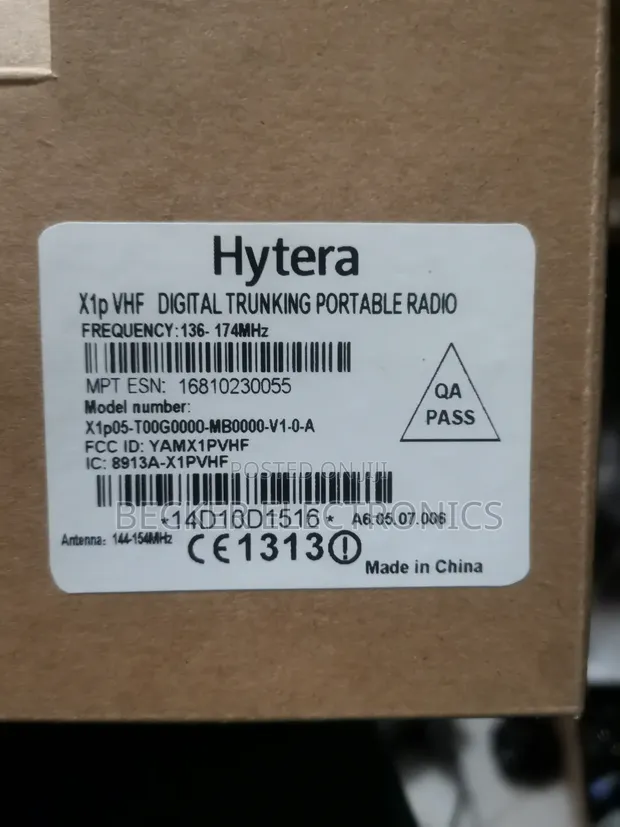 Hytera
X1p VHF DIGITAL TRUNKING PORTABLE RADIO
FREQUENCY:136- 174MHz
MPT ESN: 16810230055
Model number:
X1p05-T00G0000-MB0000-V1-0-A
FCC ID: YAMX1PVHF
IC: 8913A-X1PVHF
QA
PASS
POSTED ON JIJI
*14D16D1516* A6.05.07.006
ELECTRONICS
Antenna: 144-154MHz
CE1313
Made in China